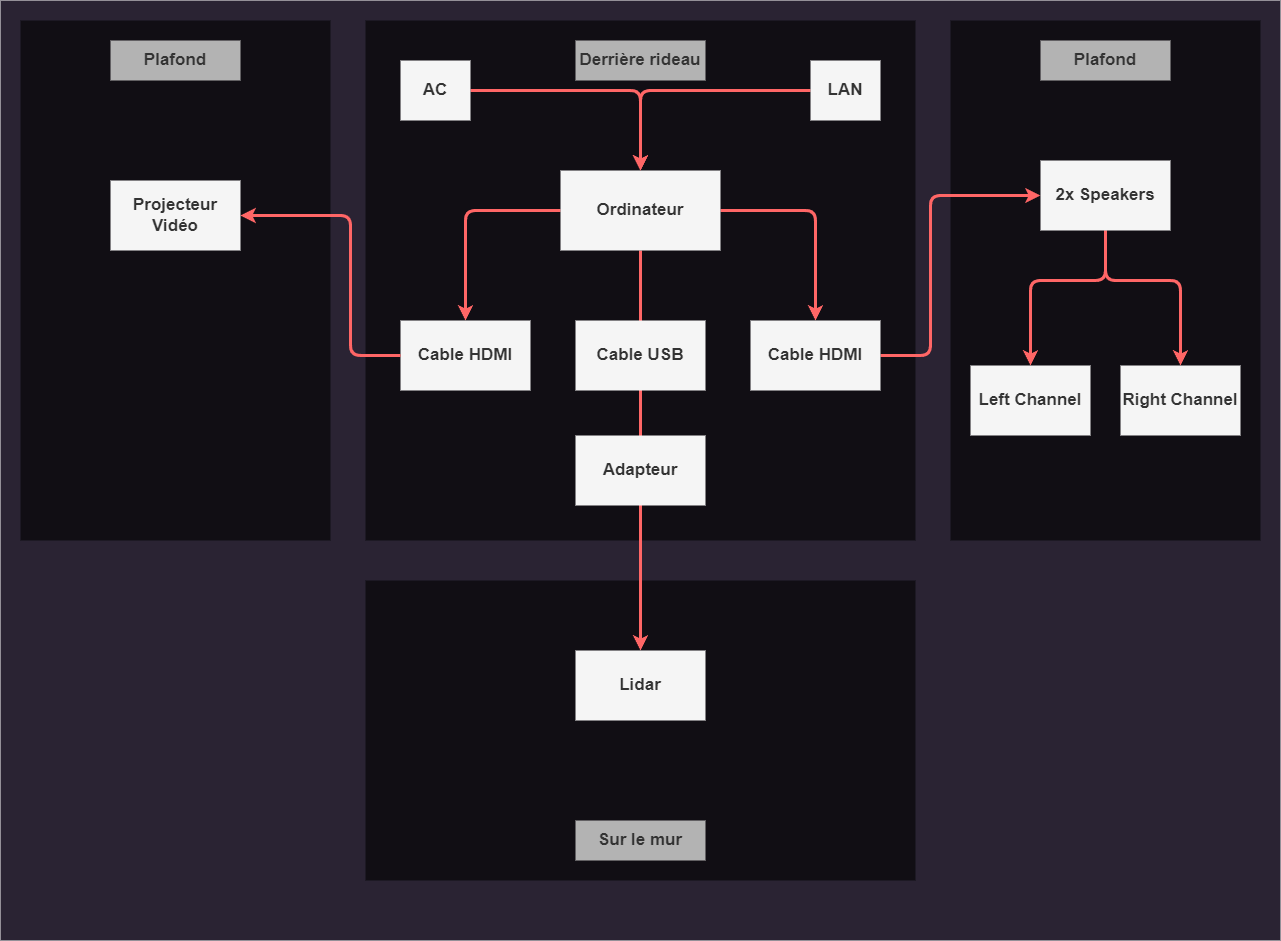 Plafond
Derrière rideau
Plafond
AC
LAN
Projecteur
Vidéo
Ordinateur
2x Speakers
Cable HDMI
Cable USB
Cable HDMI
Left Channel
Right Channel
Adapteur
Lidar
Sur le mur